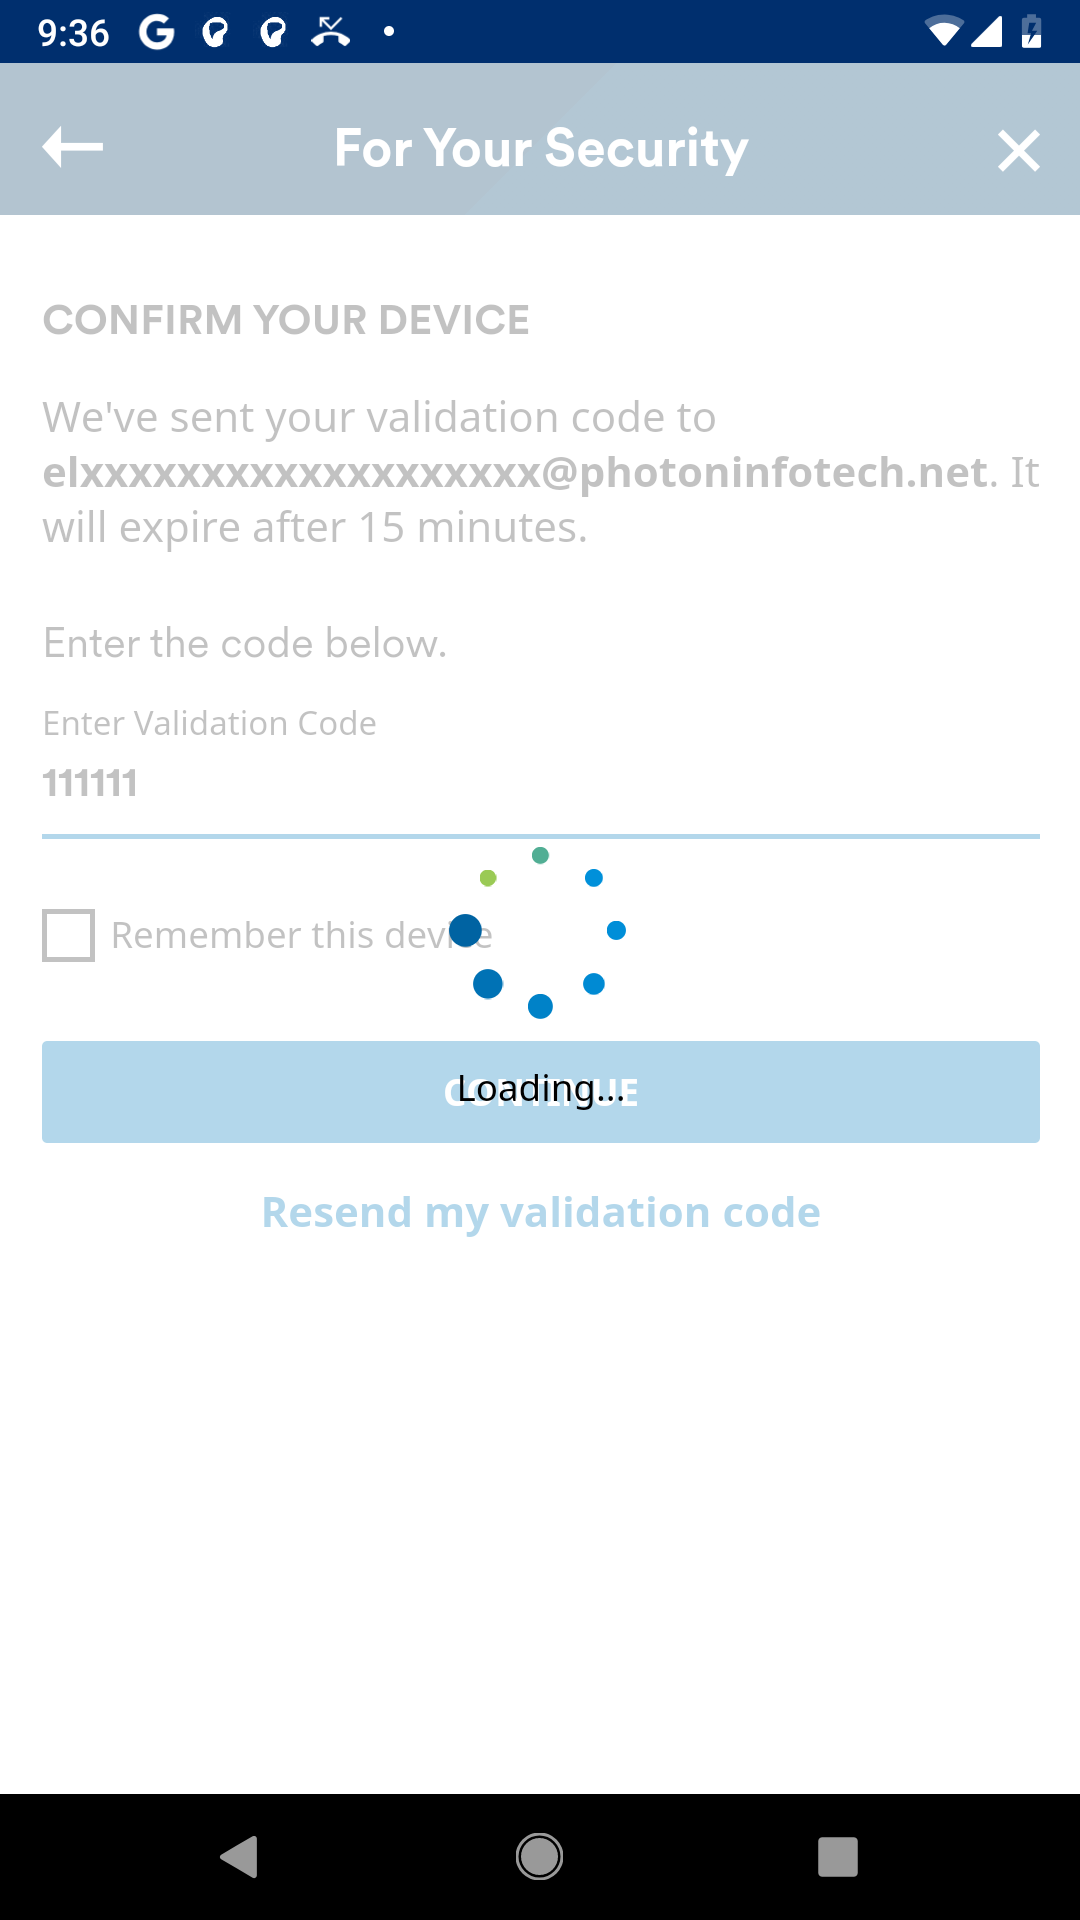 9:36
For Your Security
CONFIRM YOUR DEVICE
We've sent your validation code to
elxxxxxxxxxxxxxxxxxxx@photoninfotech.net. It
will expire after 15 minutes.
Enter the code below.
Enter Validation Code
111111
Remember this device
CONTINUE
Loading...
Resend my validation code